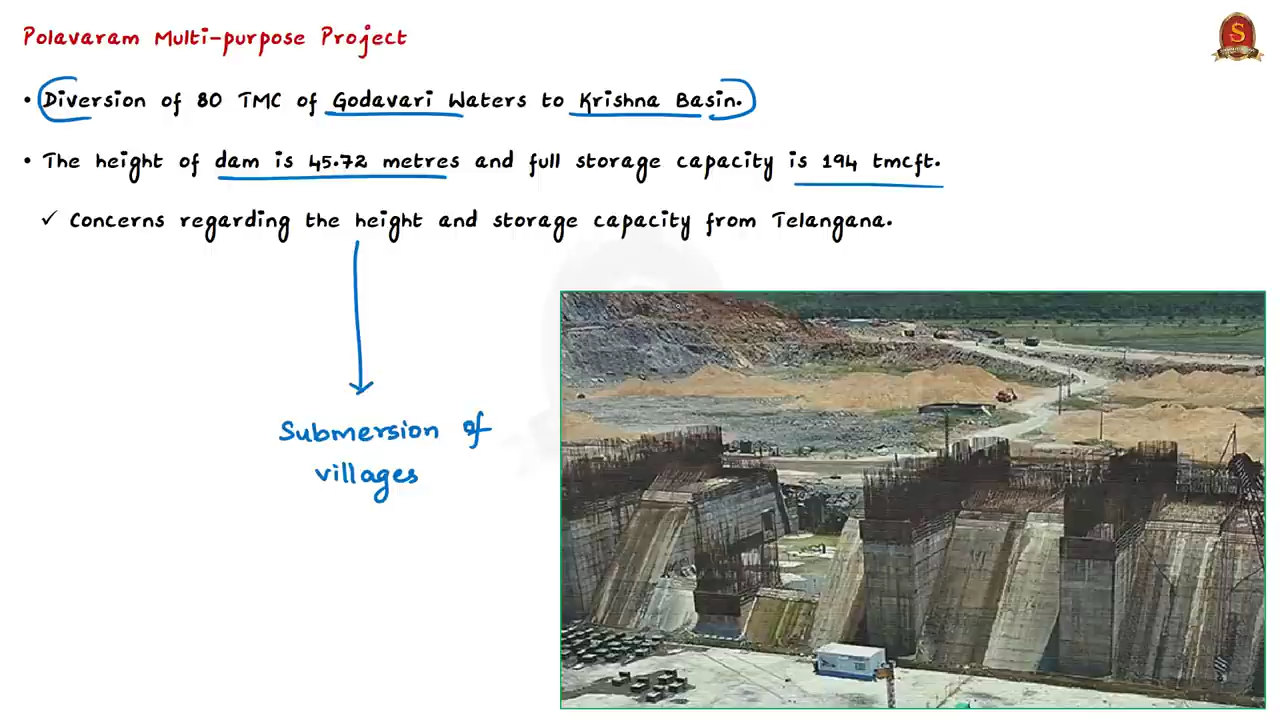 Polavaram Multi-purpose Project
• Diversion of 80 TMC of Godavari Waters to Krishna Basin.
• The height of dam is 45.72 metres and full storage capacity is 194 tmcft.
✓ Concerns regarding the height and storage capacity from Telangana.
Submersion of
villages
S